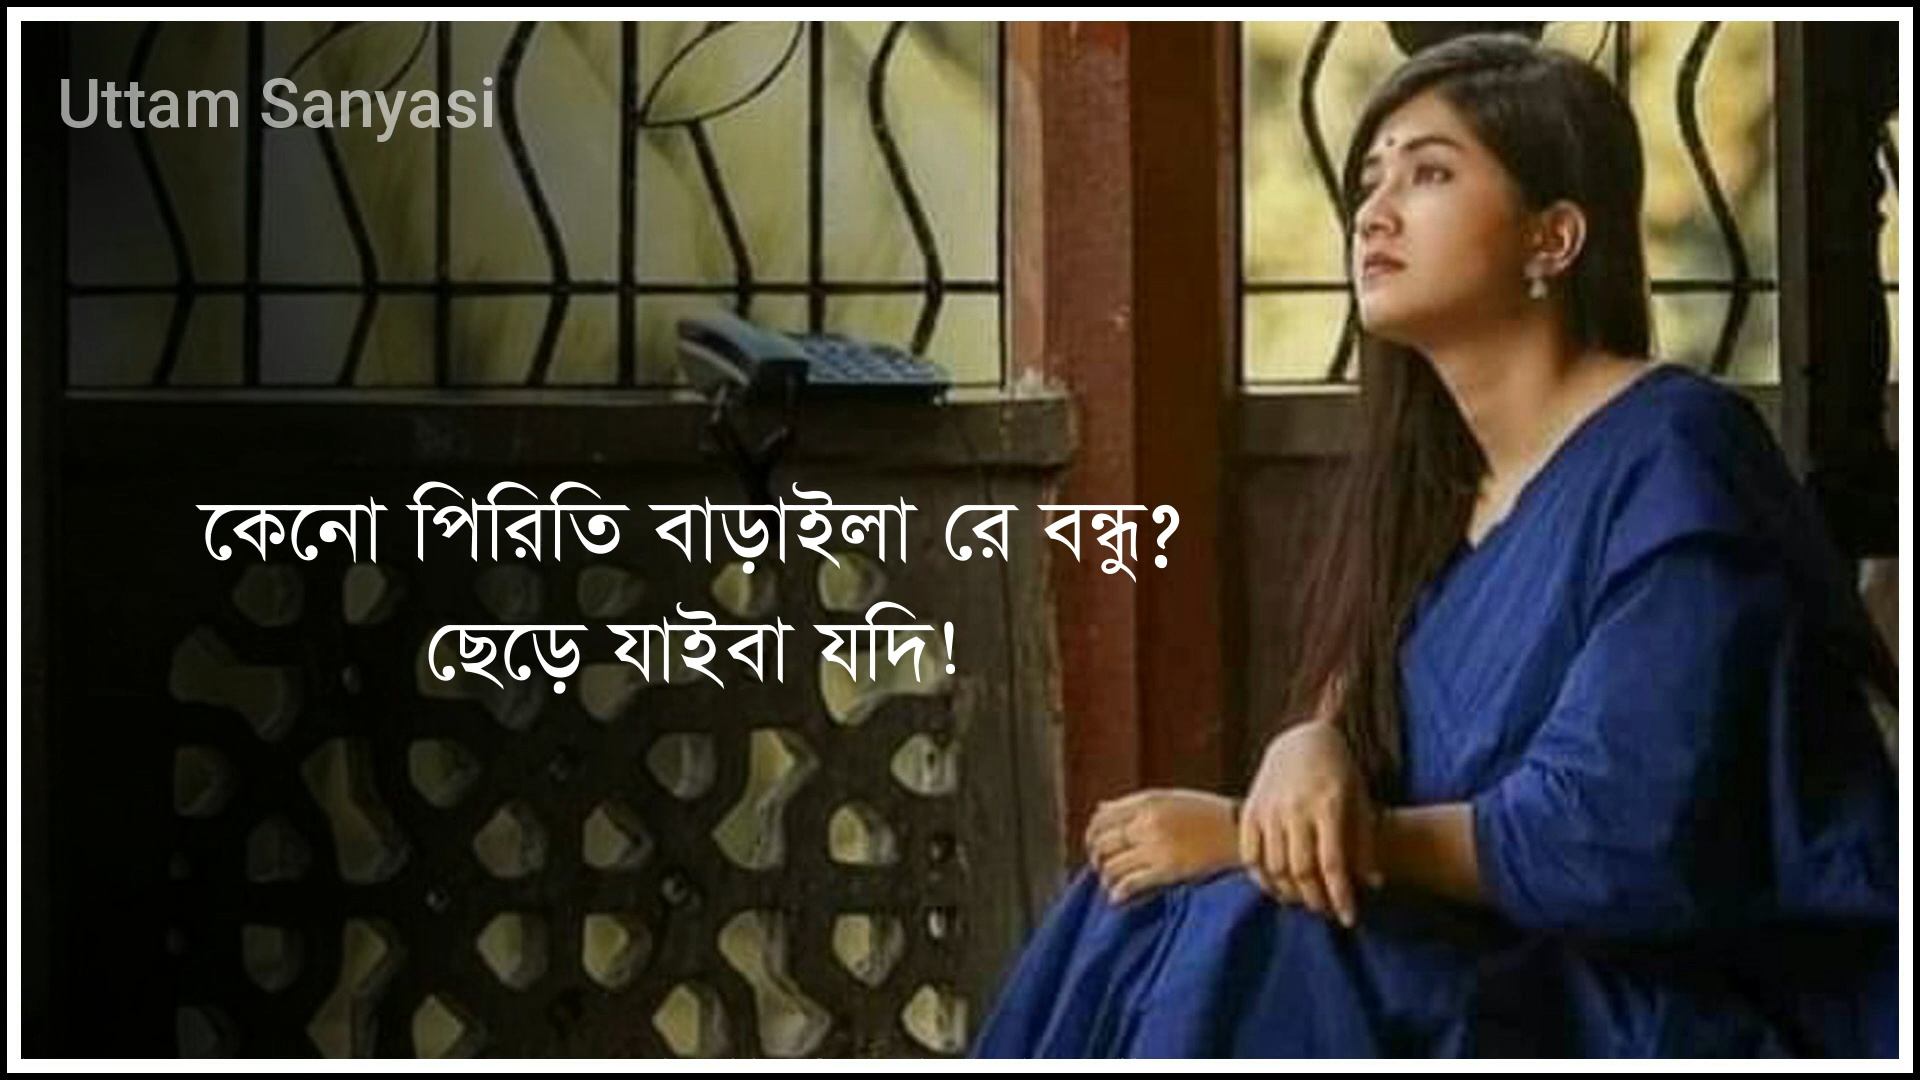 Uttam Sanyasi
কেনো পিরিতি বাড়াইলা রে বন্ধু?
ছেড়ে যাইবা যদি!